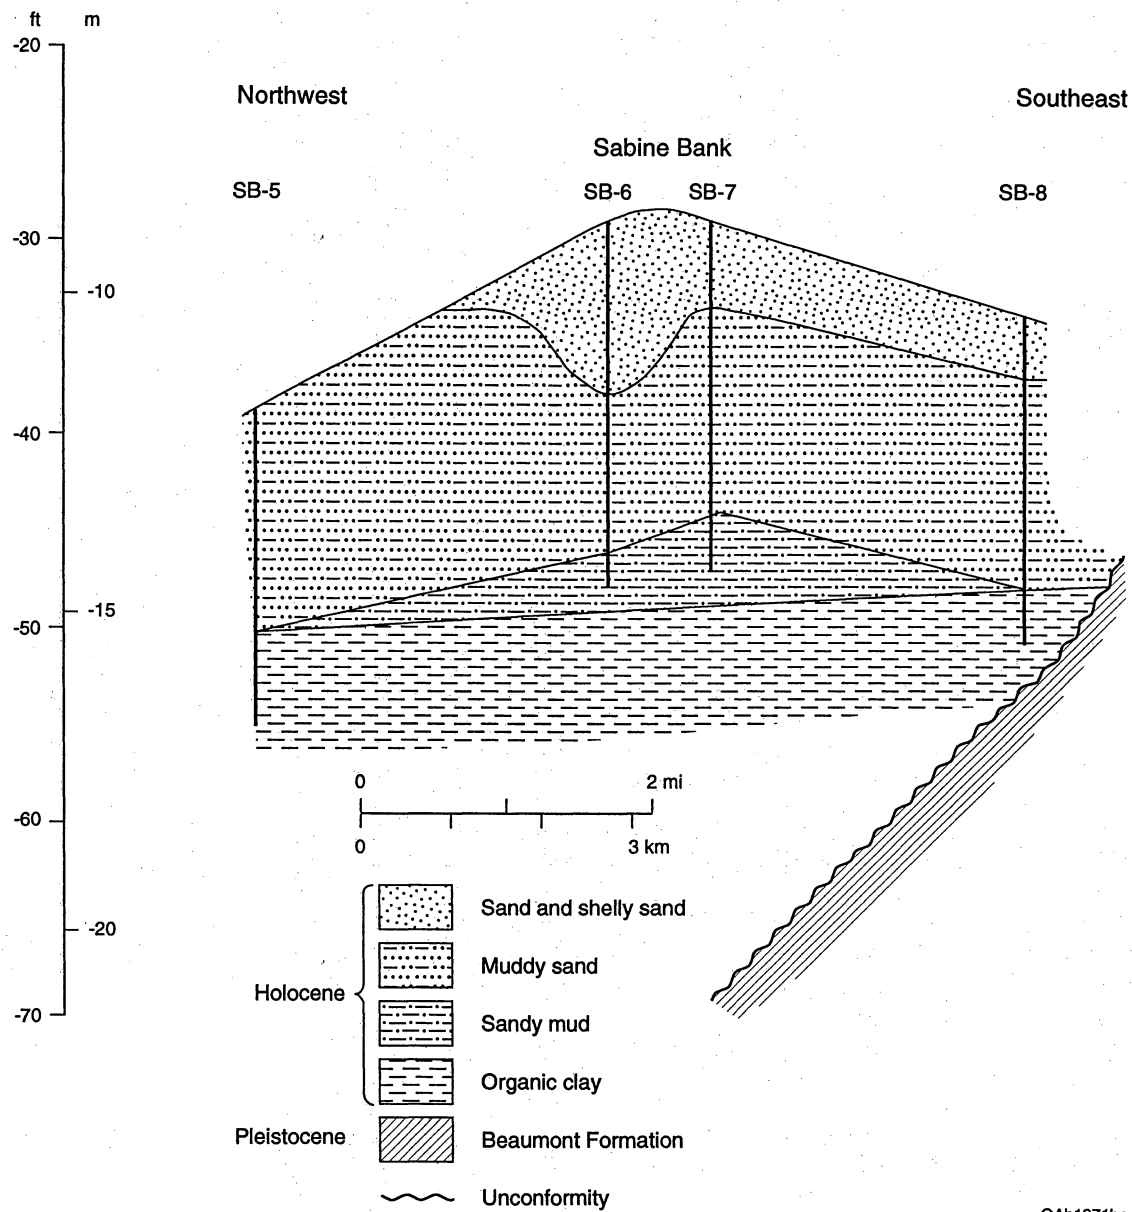 ft m
-20
Northwest
Southeast
Sabine Bank
SB-5
SB-6
SB-7
SB-8
-30
-10
-40
-15
-50
0
2 mi
-60
0
3 km
Sand and shelly sand
-20
Muddy sand
Holocene
-70
Sandy mud
Organic clay
Pleistocene
Beaumont Formation
Unconformity